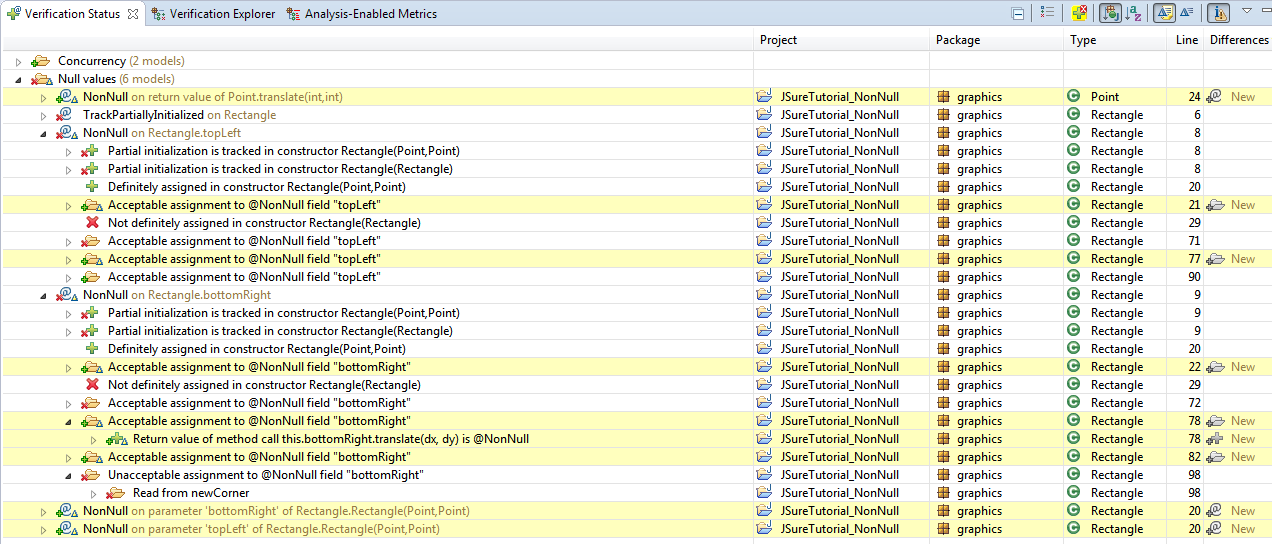 Verification Status Verification Explorer Analysis-Enabled Metrics
Project Package Type Line Differences
Concurrency (2 models)
Null values (6 models)
NonNull on return value of Point.translate(int,int) JSureTutorial_NonNull graphics Point 24 New
TrackPartiallyInitialized on Rectangle JSureTutorial_NonNull graphics Rectangle 6
NonNull on Rectangle.topLeft JSureTutorial_NonNull graphics Rectangle 8
Partial initialization is tracked in constructor Rectangle(Point,Point) JSureTutorial_NonNull graphics Rectangle 8
Partial initialization is tracked in constructor Rectangle(Rectangle) JSureTutorial_NonNull graphics Rectangle 8
Definitely assigned in constructor Rectangle(Point,Point) JSureTutorial_NonNull graphics Rectangle 20
Acceptable assignment to @NonNull field "topLeft" JSureTutorial_NonNull graphics Rectangle 21 New
Not definitely assigned in constructor Rectangle(Rectangle) JSureTutorial_NonNull graphics Rectangle 29
Acceptable assignment to @NonNull field "topLeft" JSureTutorial_NonNull graphics Rectangle 71
Acceptable assignment to @NonNull field "topLeft" JSureTutorial_NonNull graphics Rectangle 77 New
Acceptable assignment to @NonNull field "topLeft" JSureTutorial_NonNull graphics Rectangle 90
NonNull on Rectangle.bottomRight JSureTutorial_NonNull graphics Rectangle 9
Partial initialization is tracked in constructor Rectangle(Point,Point) JSureTutorial_NonNull graphics Rectangle 9
Partial initialization is tracked in constructor Rectangle(Rectangle) JSureTutorial_NonNull graphics Rectangle 9
Definitely assigned in constructor Rectangle(Point,Point) JSureTutorial_NonNull graphics Rectangle 20
Acceptable assignment to @NonNull field "bottomRight" JSureTutorial_NonNull graphics Rectangle 22 New
Not definitely assigned in constructor Rectangle(Rectangle) JSureTutorial_NonNull graphics Rectangle 29
Acceptable assignment to @NonNull field "bottomRight" JSureTutorial_NonNull graphics Rectangle 72
Acceptable assignment to @NonNull field "bottomRight" JSureTutorial_NonNull graphics Rectangle 78 New
Return value of method call this.bottomRight.translate(dx, dy) is @NonNull JSureTutorial_NonNull graphics Rectangle 78 New
Acceptable assignment to @NonNull field "bottomRight" JSureTutorial_NonNull graphics Rectangle 82 New
Unacceptable assignment to @NonNull field "bottomRight" JSureTutorial_NonNull graphics Rectangle 98
Read from newCorner JSureTutorial_NonNull graphics Rectangle 98
NonNull on parameter 'bottomRight' of Rectangle.Rectangle(Point,Point) JSureTutorial_NonNull graphics Rectangle 20 New
NonNull on parameter 'topLeft' of Rectangle.Rectangle(Point,Point) JSureTutorial_NonNull graphics Rectangle 20 New